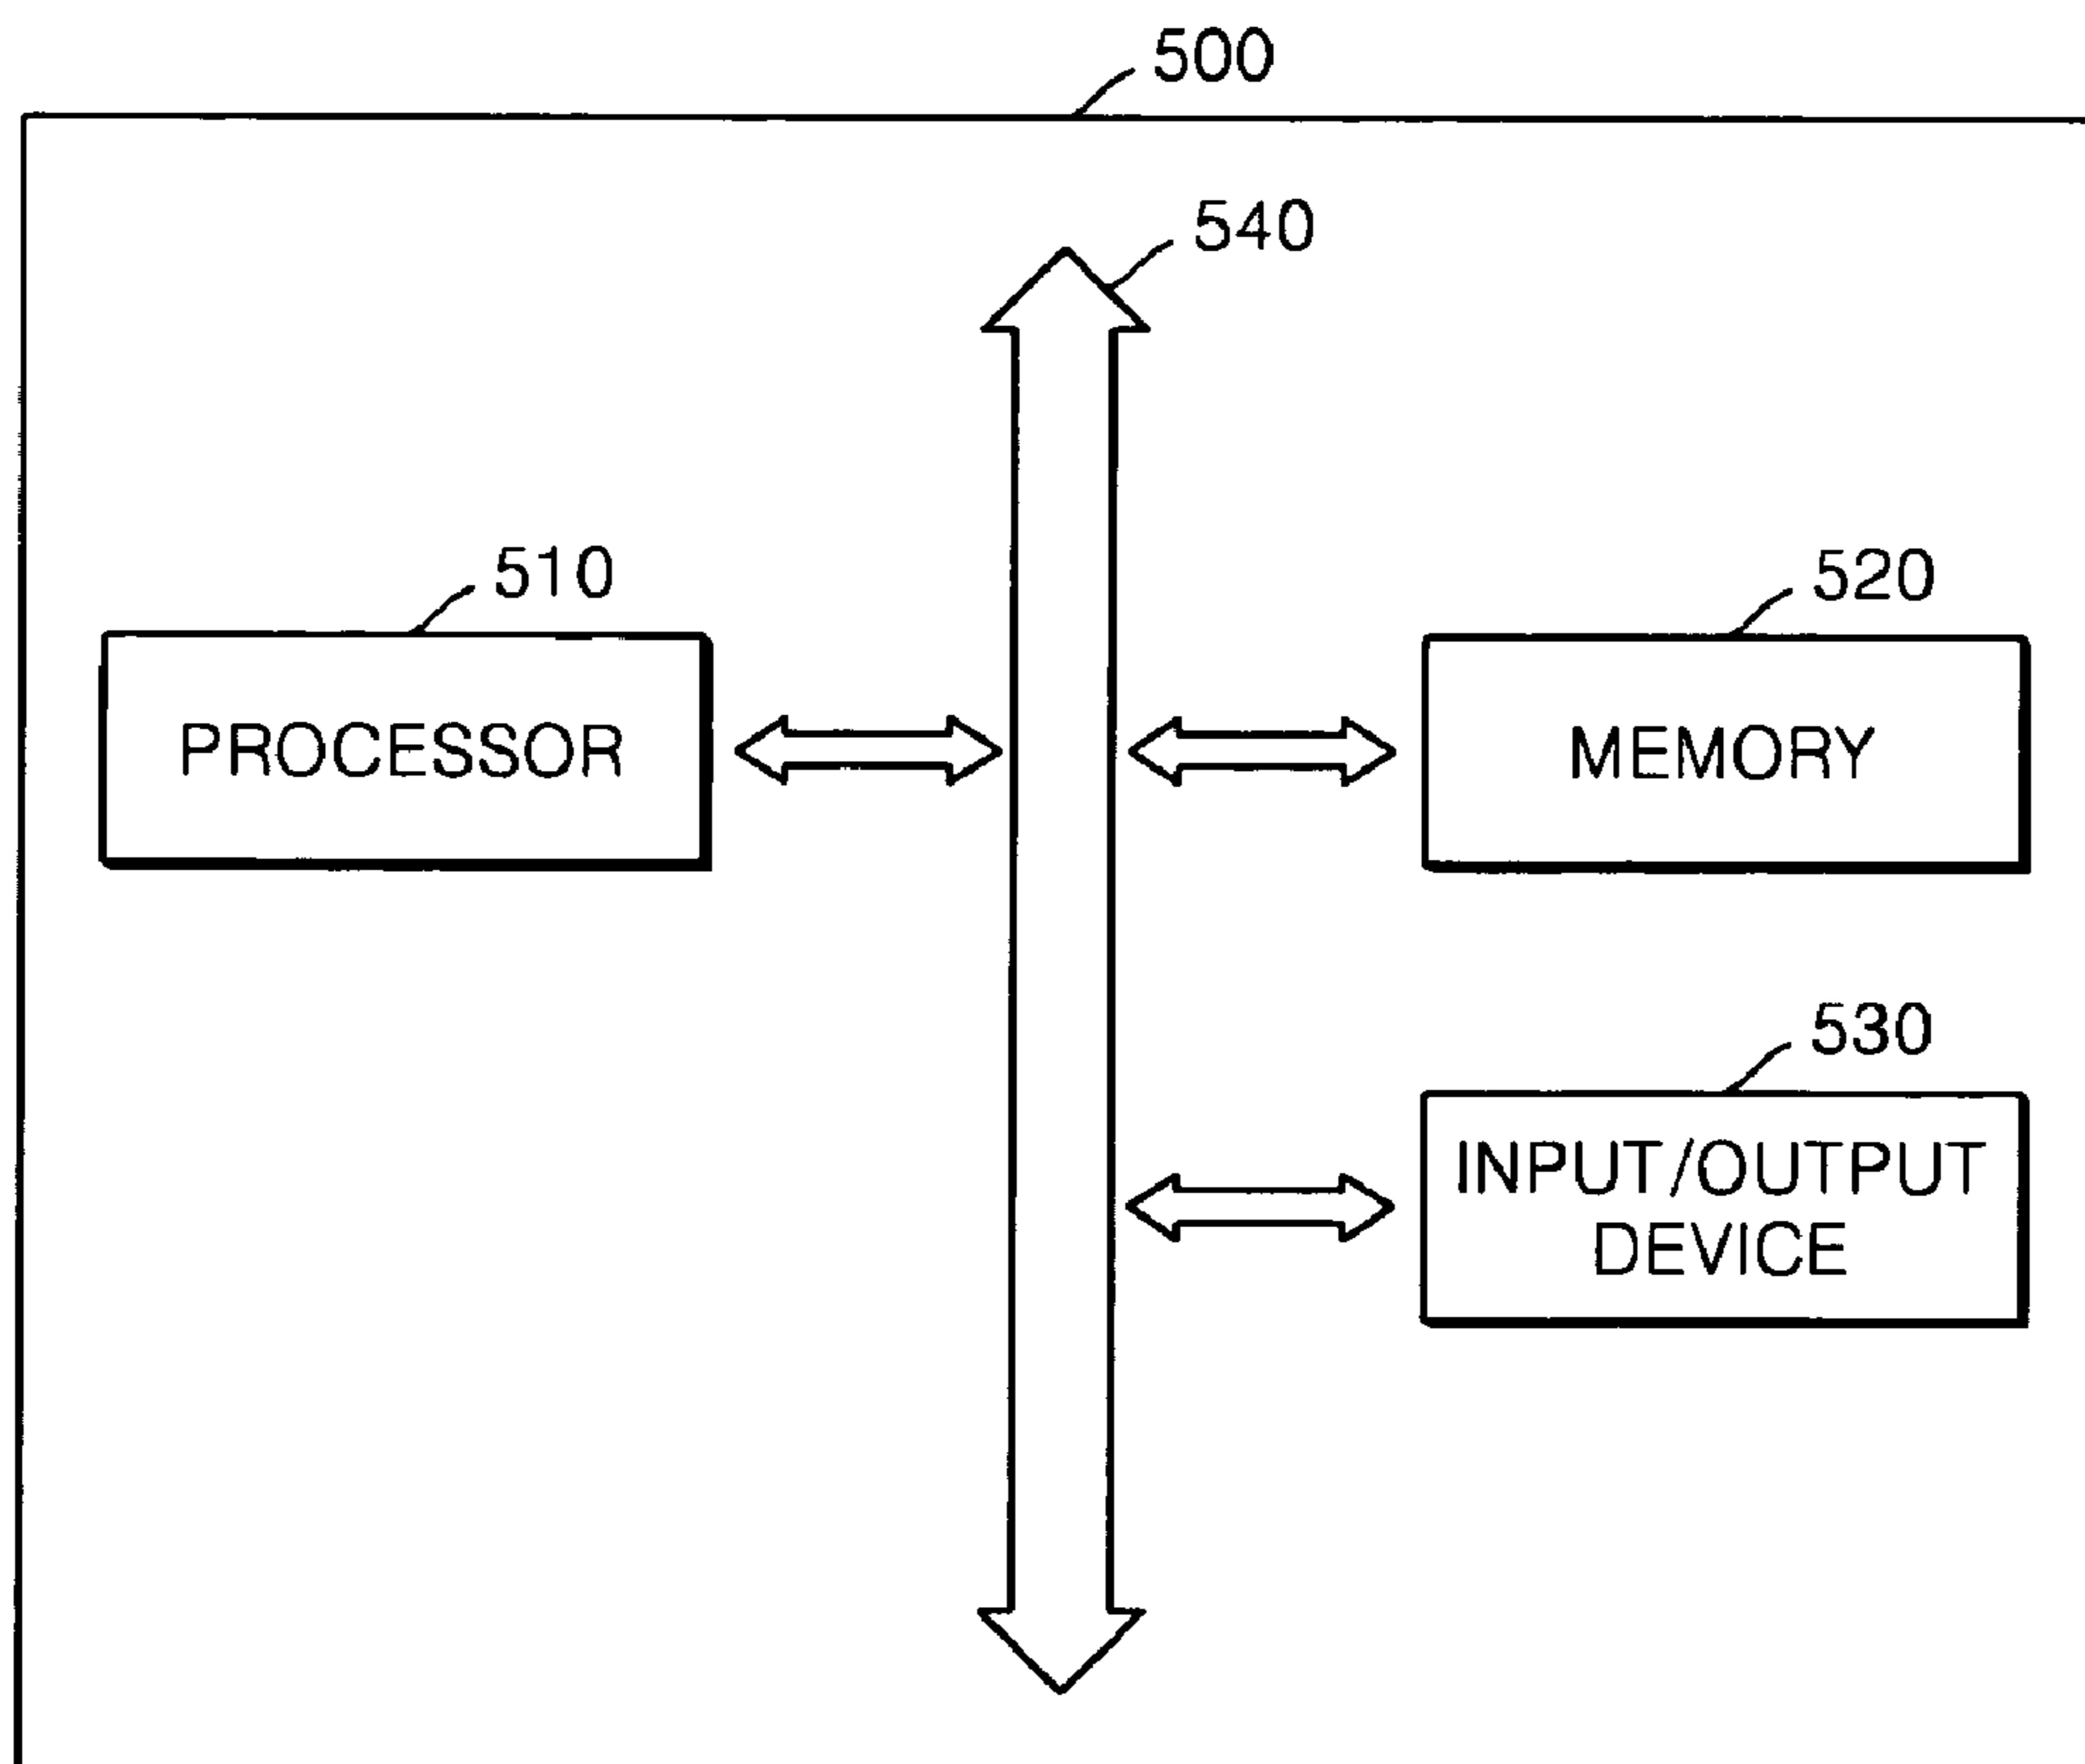 500
540
510
520
PROCESSOR
MEMORY
530
INPUT/OUTPUT
DEVICE